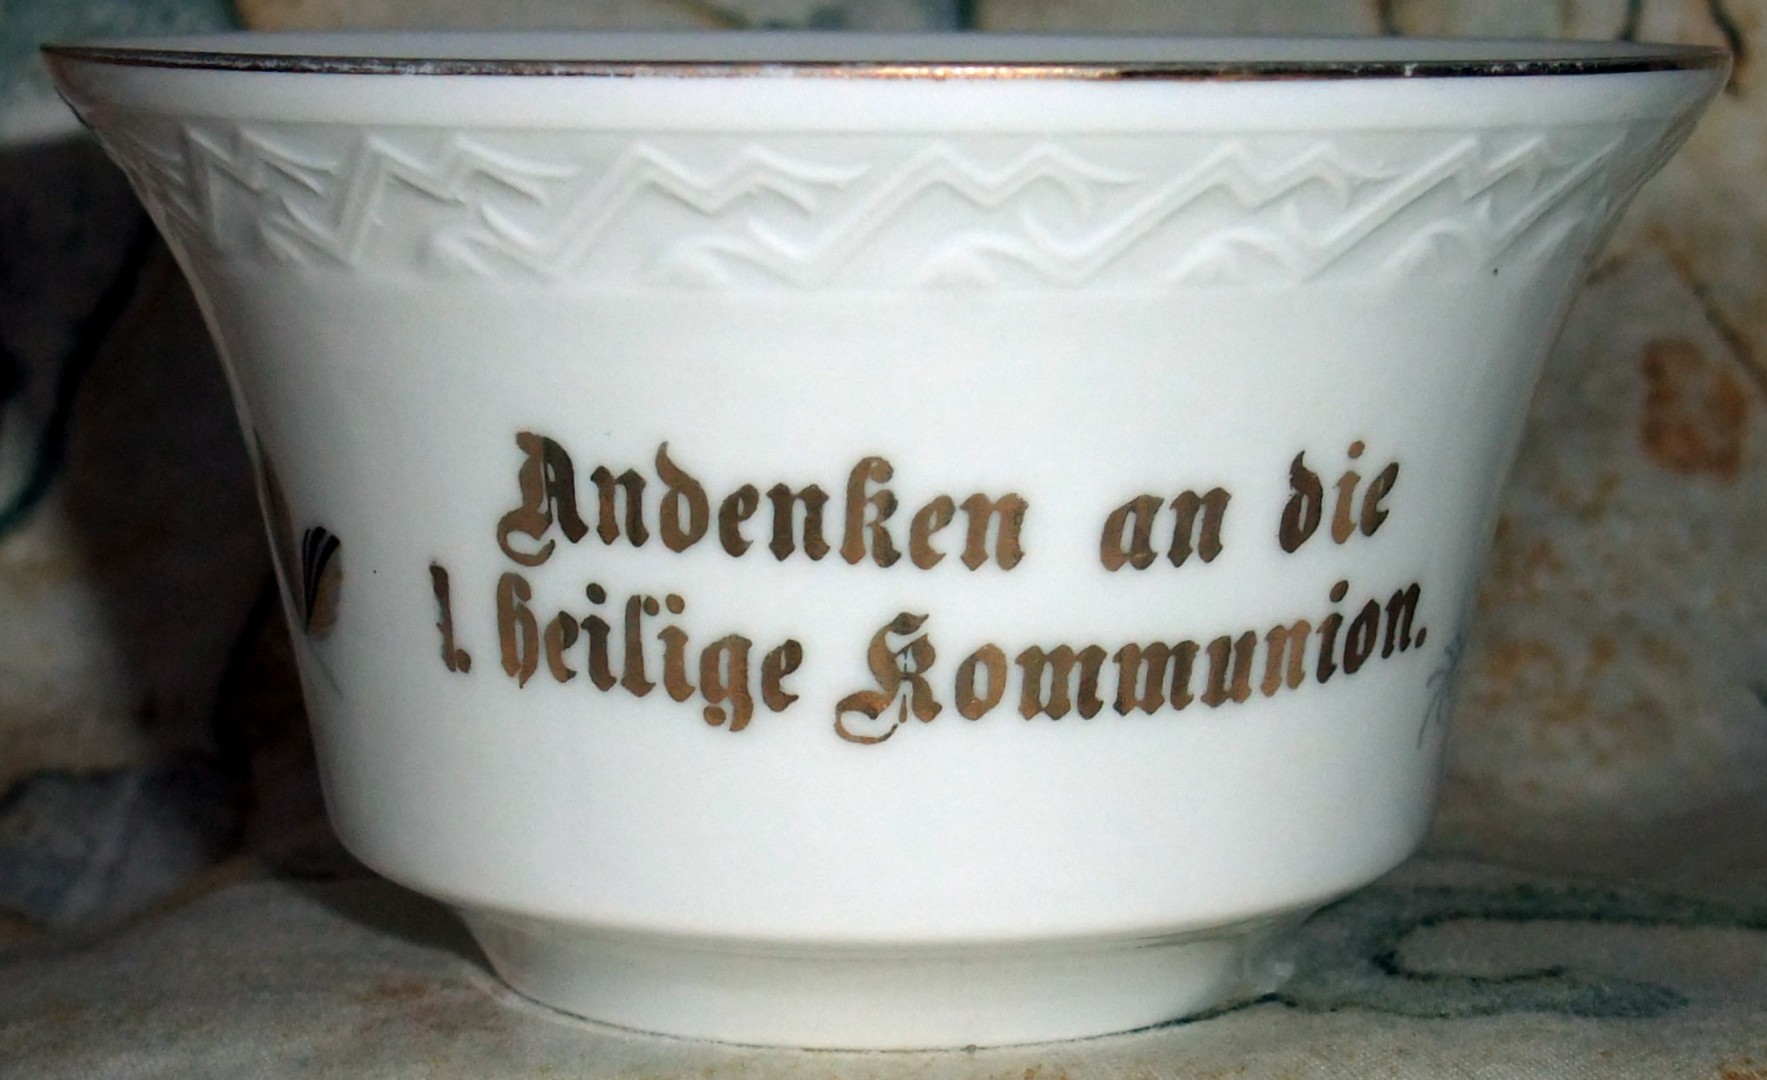 Andenken an die
1. heilige Kommunion.